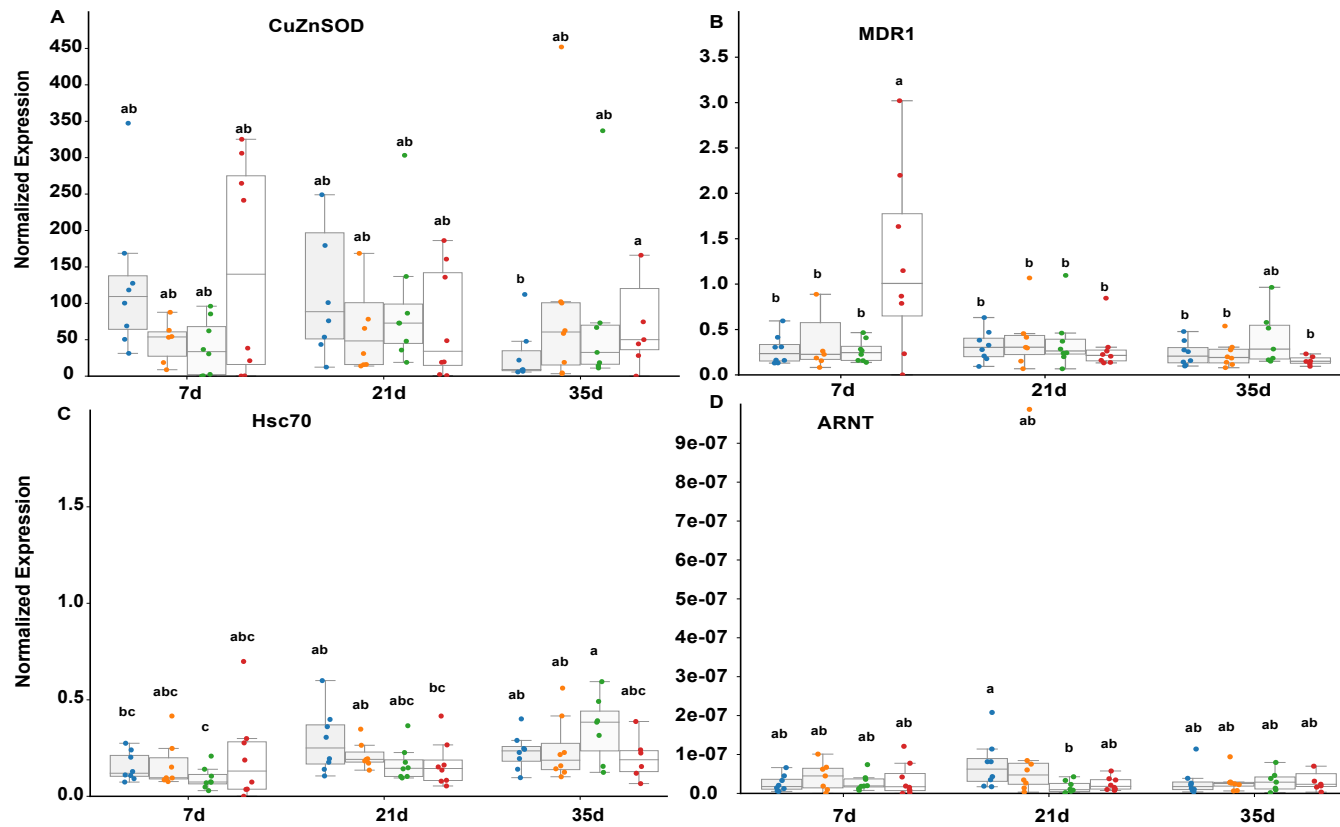 A
CuZnSOD
Normalized Expression
450
400
350
300
250
200
150
100
50
0
ab
ab
ab
ab
ab
ab
ab
ab
b
ab
ab
a
7d
21d
35d
B
MDR1
3.5
3.0
2.5
2.0
1.5
1.0
0.5
0.0
b
b
b
a
b
b
b
b
b
b
ab
b
7d
21d
35d
C
Hsc70
Normalized Expression
1.5
1.0
0.5
0.0
bc
abc
c
abc
ab
ab
abc
bc
ab
ab
a
abc
7d
21d
35d
D
ARNT
9e-07
8e-07
7e-07
6e-07
5e-07
4e-07
3e-07
2e-07
1e-07
0.0
ab
ab
ab
ab
a
ab
b
ab
ab
ab
ab
ab
7d
21d
35d